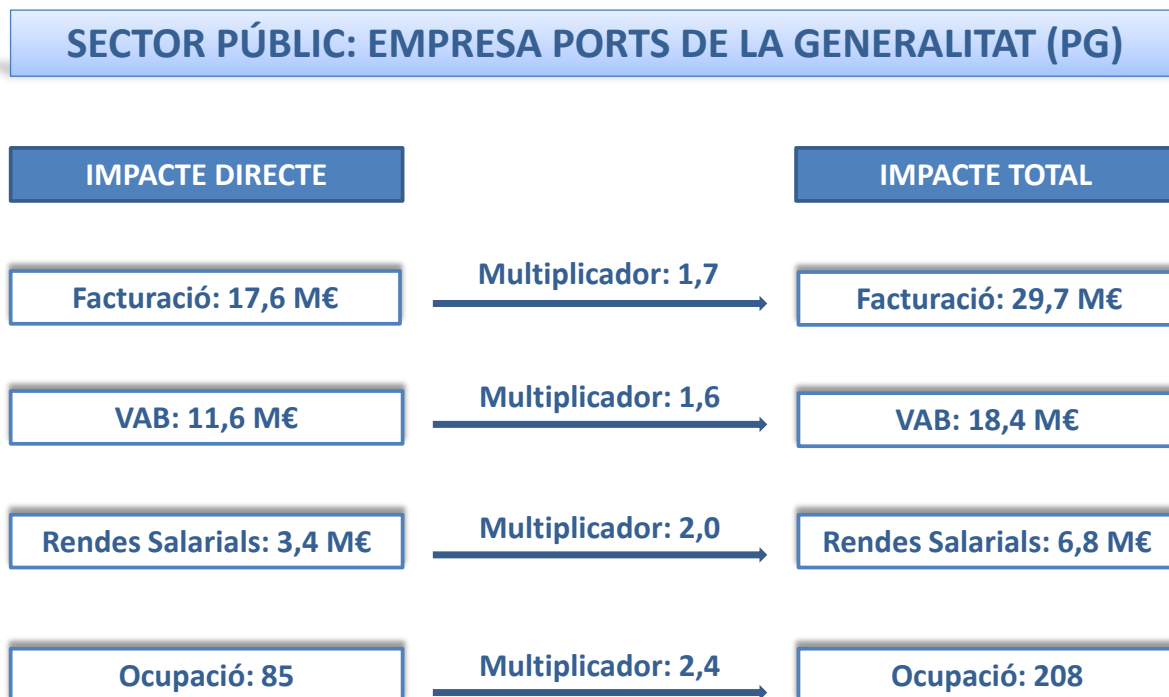 SECTOR PÚBLIC: EMPRESA PORTS DE LA GENERALITAT (PG)
IMPACTE DIRECTE
IMPACTE TOTAL
Facturació: 17,6 M€
Multiplicador: 1,7
Facturació: 29,7 M€
VAB: 11,6 M€
Multiplicador: 1,6
VAB: 18,4 M€
Rendes Salarials: 3,4 M€
Multiplicador: 2,0
Rendes Salarials: 6,8 M€
Ocupació: 85
Multiplicador: 2,4
Ocupació: 208